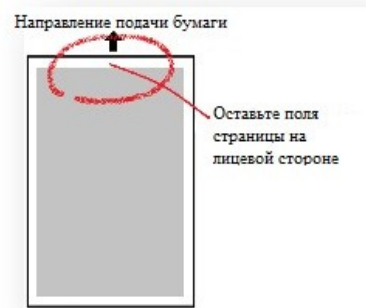 Направление подачи бумаги
Оставьте поля
страницы на
лицевой стороне